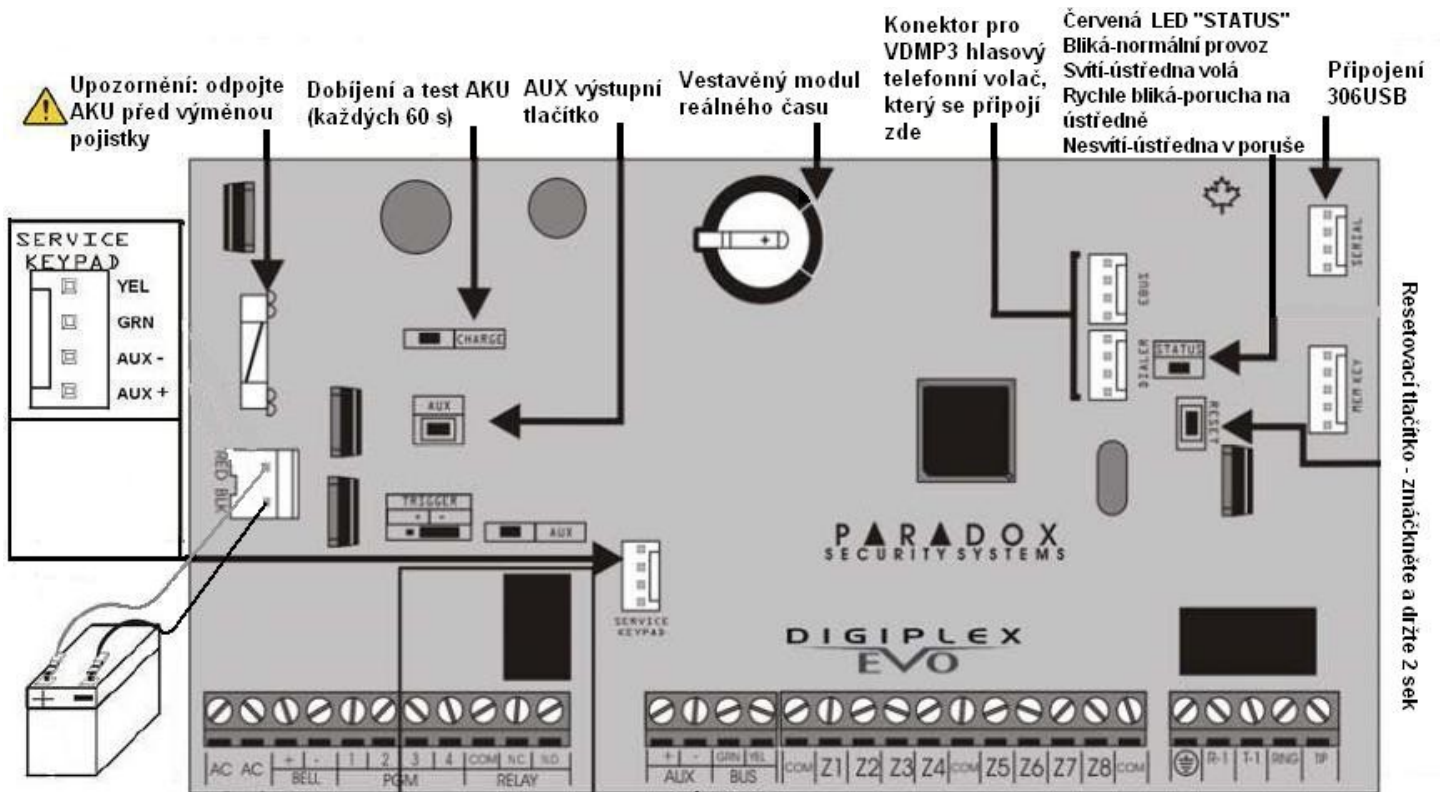 Upozornění: odpojte
AKU před výměnou
pojistky
Dobíjení a test AKU
(každých 60 s)
AUX výstupní
tlačítko
Vestavěný modul
reálného času
Konektor pro
VDMP3 hlasový
telefonní volač,
který se připojí
zde
Červená LED "STATUS"
Bliká-normální provoz
Svítí-ústředna volá
Rychle bliká-porucha na
ústředně
Nesvítí-ústředna v poruše
Připojení
306USB
SERVICE
KEYPAD
YEL
GRN
AUX -
AUX +
CHARGE
AUX
RED BLK
TRIGGER
+ -
AUX
+
EBUS
DIALER
STATUS
RESET
SERIAL
MEM KEY
Resetovací tlačítko - zmáčkněte a držte 2 sek
PARADOX
SECURITY SYSTEMS
SERVICE
KEYPAD
DIGIPLEX
EVO
+ -
AC AC + - 1 2 3 4 COM NC N.O.
BELL PGM RELAY
+ - GRN YEL
AUX BUS
COM Z1 Z2 Z3 Z4 COM Z5 Z6 Z7 Z8 COM
R-1 T-1 RING TIP